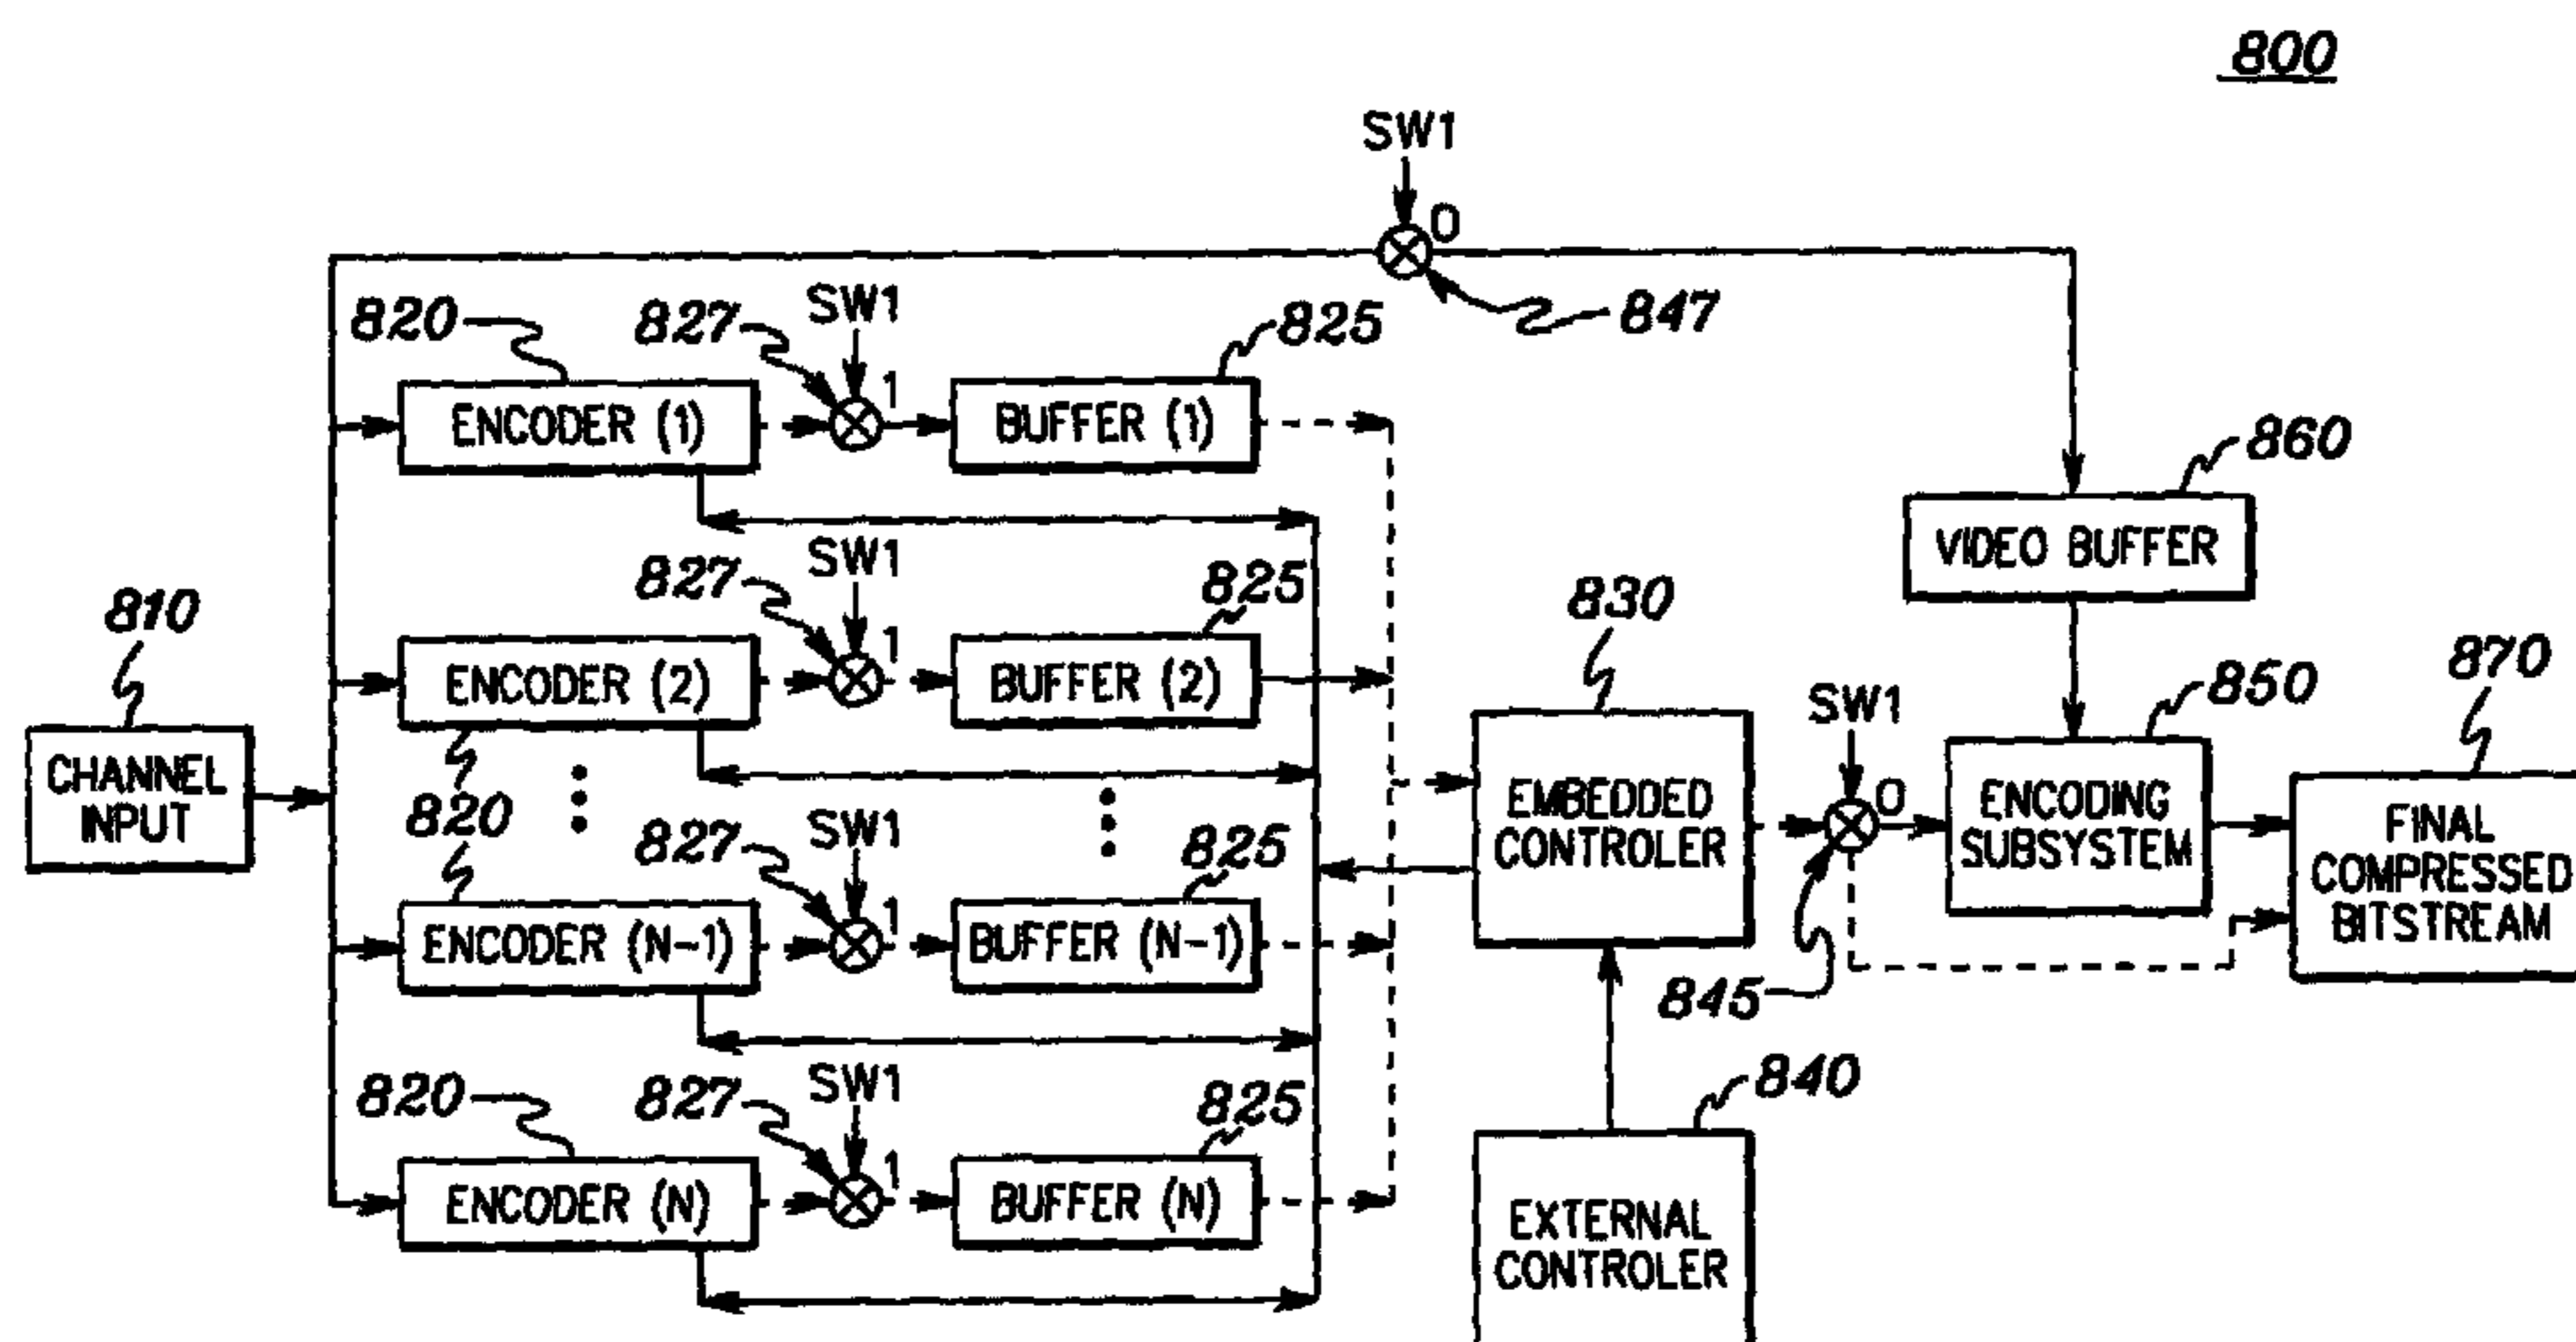 800
SW1
0
847
820
827
SW1
1
825
ENCODER (1)
BUFFER (1)
860
VIDEO BUFFER
827
SW1
1
825
ENCODER (2)
BUFFER (2)
810
CHANNEL
INPUT
820
830
EMBEDDED
CONTROLER
SW1
0
845
850
ENCODING
SUBSYSTEM
870
FINAL
COMPRESSED
BITSTREAM
820
827
SW1
1
825
ENCODER (N-1)
BUFFER (N-1)
820
827
SW1
1
825
ENCODER (N)
BUFFER (N)
840
EXTERNAL
CONTROLER